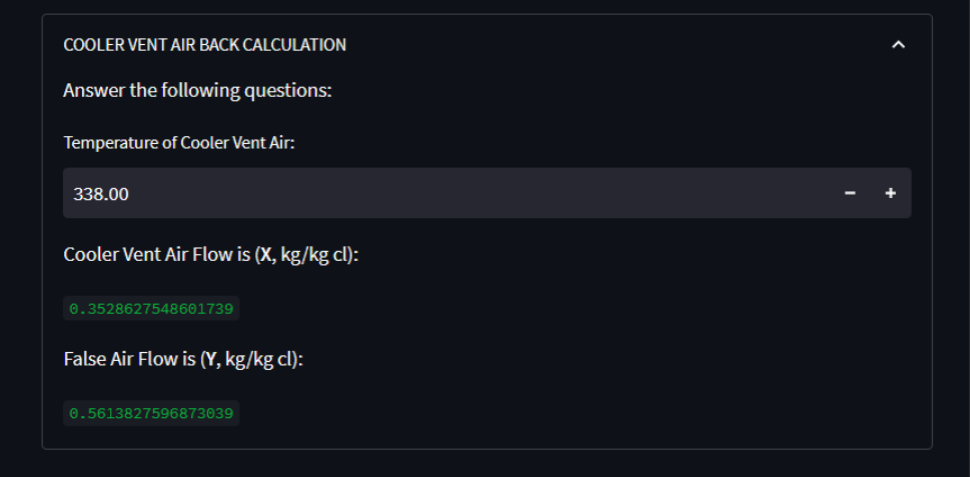 COOLER VENT AIR BACK CALCULATION
Answer the following questions:
Temperature of Cooler Vent Air:
338.00
Cooler Vent Air Flow is (X, kg/kg cl):
0.3528627548601739
False Air Flow is (Y, kg/kg cl):
0.5613827596873039